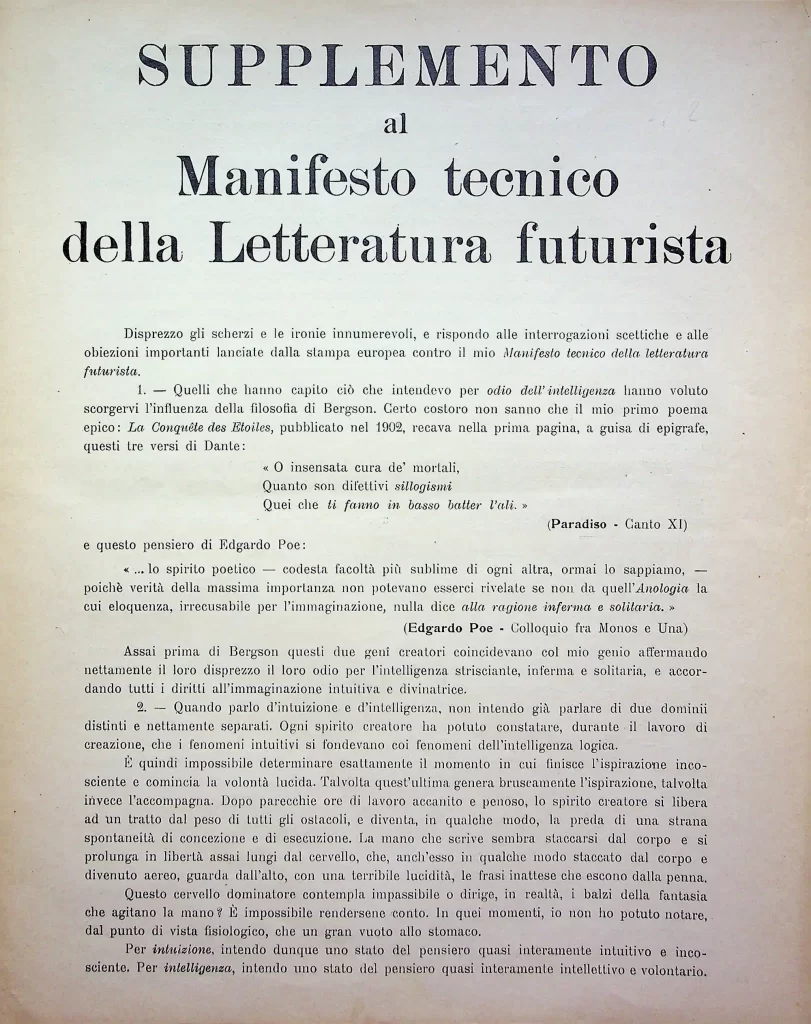 SUPPLEMENTO
al
Manifesto tecnico
della Letteratura futurista
Disprezzo gli scherzi e le ironie innumerevoli, e rispondo alle interrogazioni scettiche e alle
obiezioni importanti lanciate dalla stampa europea contro il mio Manifesto tecnico della letteratura
futurista.
1. — Quelli che hanno capito ciò che intendevo per odio dell'intelligenza hanno voluto
scorgervi l'influenza della filosofia di Bergson. Certo costoro non sanno che il mio primo poema
epico: La Conquête des Étoiles, pubblicato nel 1902, recava nella prima pagina, a guisa di epigrafe,
questi tre versi di Dante:
« O insensata cura de' mortali,
Quanto son difettivi sillogismi
Quei che ti fanno in basso batter l'ali. »
(Paradiso - Canto XI)
e questo pensiero di Edgardo Poe:
« ... lo spirito poetico — codesta facoltà più sublime di ogni altra, ormai lo sappiamo, —
poichè verità della massima importanza non potevano esserci rivelate se non da quell'Anologia la
cui eloquenza, irrecusabile per l'immaginazione, nulla dice alla ragione inferma e solitaria. »
(Edgardo Poe - Colloquio fra Monos e Una)
Assai prima di Bergson questi due genî creatori coincidevano col mio genio affermando
nettamente il loro disprezzo il loro odio per l'intelligenza strisciante, inferma e solitaria, e accor-
dando tutti i diritti all'immaginazione intuitiva e divinatrice.
2. — Quando parlo d'intuizione e d'intelligenza, non intendo già parlare di due dominii
distinti e nettamente separati. Ogni spirito creatore ha potuto constatare, durante il lavoro di
creazione, che i fenomeni intuitivi si fondevano coi fenomeni dell'intelligenza logica.
È quindi impossibile determinare esattamente il momento in cui finisce l'ispirazione inco-
sciente e comincia la volontà lucida. Talvolta quest'ultima genera bruscamente l'ispirazione, talvolta
invece l'accompagna. Dopo parecchie ore di lavoro accanito e penoso, lo spirito creatore si libera
ad un tratto dal peso di tutti gli ostacoli, e diventa, in qualche modo, la preda di una strana
spontaneità di concezione e di esecuzione. La mano che scrive sembra staccarsi dal corpo e si
prolunga in libertà assai lungi dal cervello, che, anch'esso in qualche modo staccato dal corpo e
divenuto aereo, guarda dall'alto, con una terribile lucidità, le frasi inattese che escono dalla penna.
Questo cervello dominatore contempla impassibile o dirige, in realtà, i balzi della fantasia
che agitano la mano? È impossibile rendersene conto. In quei momenti, io non ho potuto notare,
dal punto di vista fisiologico, che un gran vuoto allo stomaco.
Per intuizione, intendo dunque uno stato del pensiero quasi interamente intuitivo e inco-
sciente. Per intelligenza, intendo uno stato del pensiero quasi interamente intellettivo e volontario.